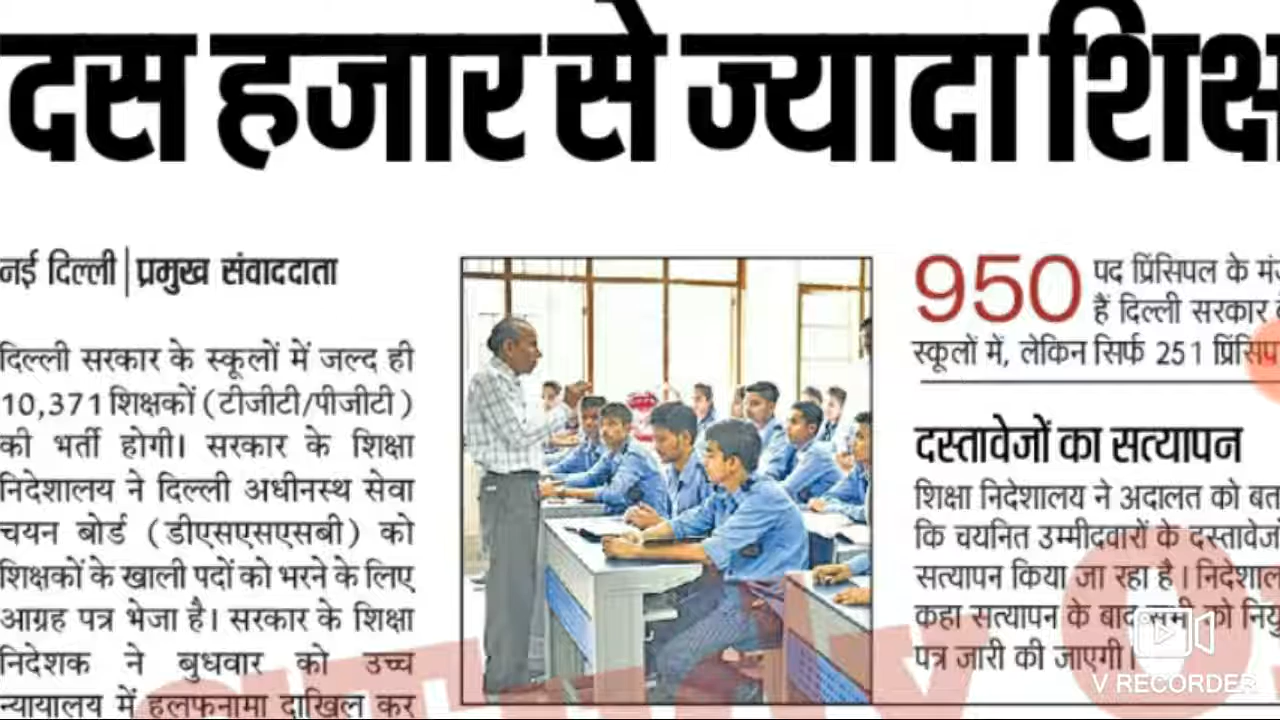 दस हजार से ज्यादा
नई दिल्ली | प्रमुख संवाददाता
दिल्ली सरकार के स्कूलों में जल्द ही
10,371 शिक्षकों (टीजीटी/पीजीटी)
की भर्ती होगी। सरकार के शिक्षा
निदेशालय ने दिल्ली अधीनस्थ सेवा
चयन बोर्ड (डीएसएसएसबी) को
शिक्षकों के खाली पदों को भरने के लिए
आग्रह पत्र भेजा है। सरकार के शिक्षा
निदेशक ने बुधवार को उच्च
न्यायालय में हलफनामा दाखिल कर
950 पद प्रिंसिपल के
हैं दिल्ली सरकार
स्कूलों में, लेकिन सिर्फ 251
दस्तावेजों का सत्यापन
शिक्षा निदेशालय ने अदालत को
कि चयनित उम्मीदवारों के
सत्यापन किया जा रहा है।
कहा सत्यापन के बाद सभी को
पत्र जारी की जाएगी।
V RECORDER